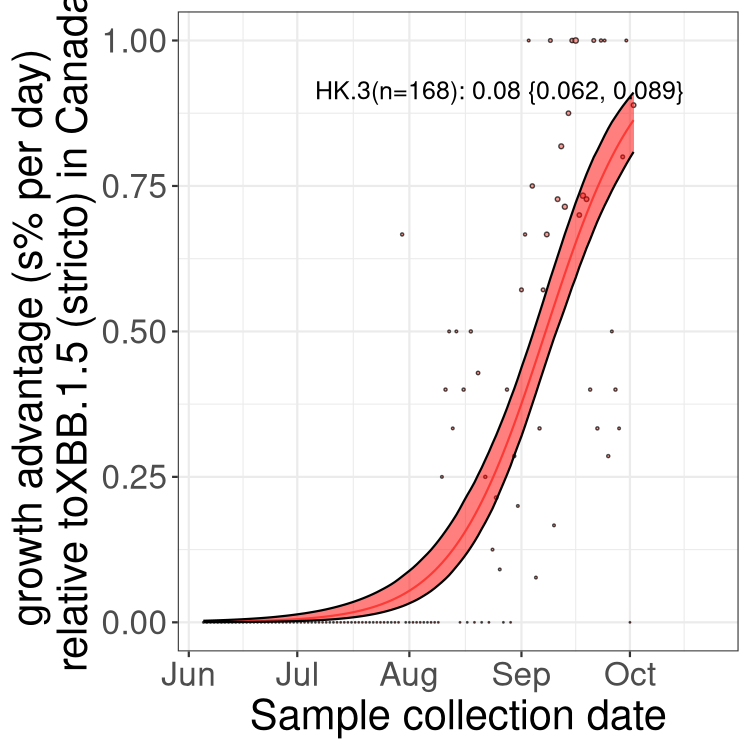 growth advantage (s% per day)
relative toXBB.1.5 (stricto) in Canada
1.00
0.75
0.50
0.25
0.00
HK.3(n=168): 0.08 {0.062, 0.089}
Jun Jul Aug Sep Oct
Sample collection date